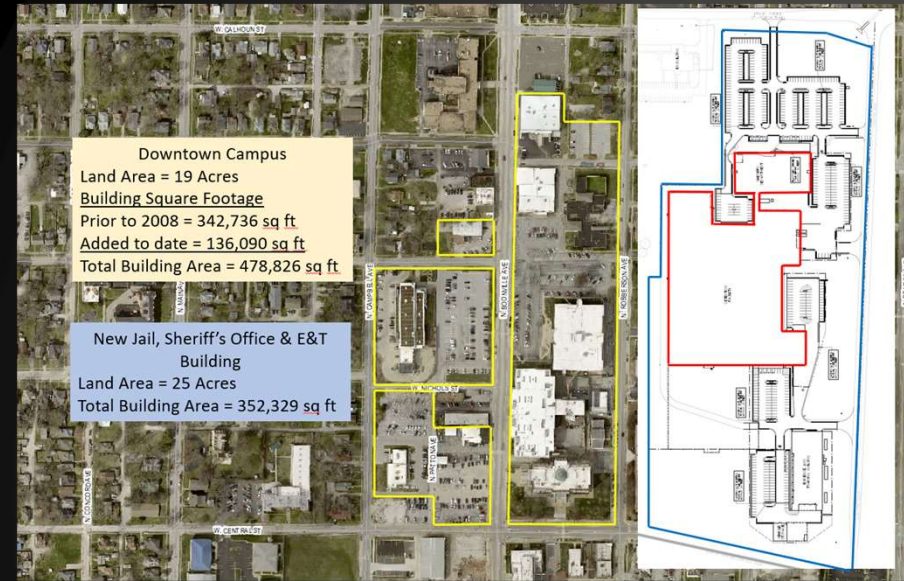 W. CALHOUN ST
Downtown Campus
Land Area = 19 Acres
Building Square Footage
Prior to 2008 = 342,736 sq ft
Added to date = 136,090 sq ft
Total Building Area = 478,826 sq ft
New Jail, Sheriff's Office & E&T
Building
Land Area = 25 Acres
Total Building Area = 352,329 sq ft
N. CAMPBELL AVE
N. BOONVILLE AVE
N. ROBBERSON AVE
W. NICHOLS ST
N. PATTON AVE
N. CONCORD AVE
W. CENTRAL ST